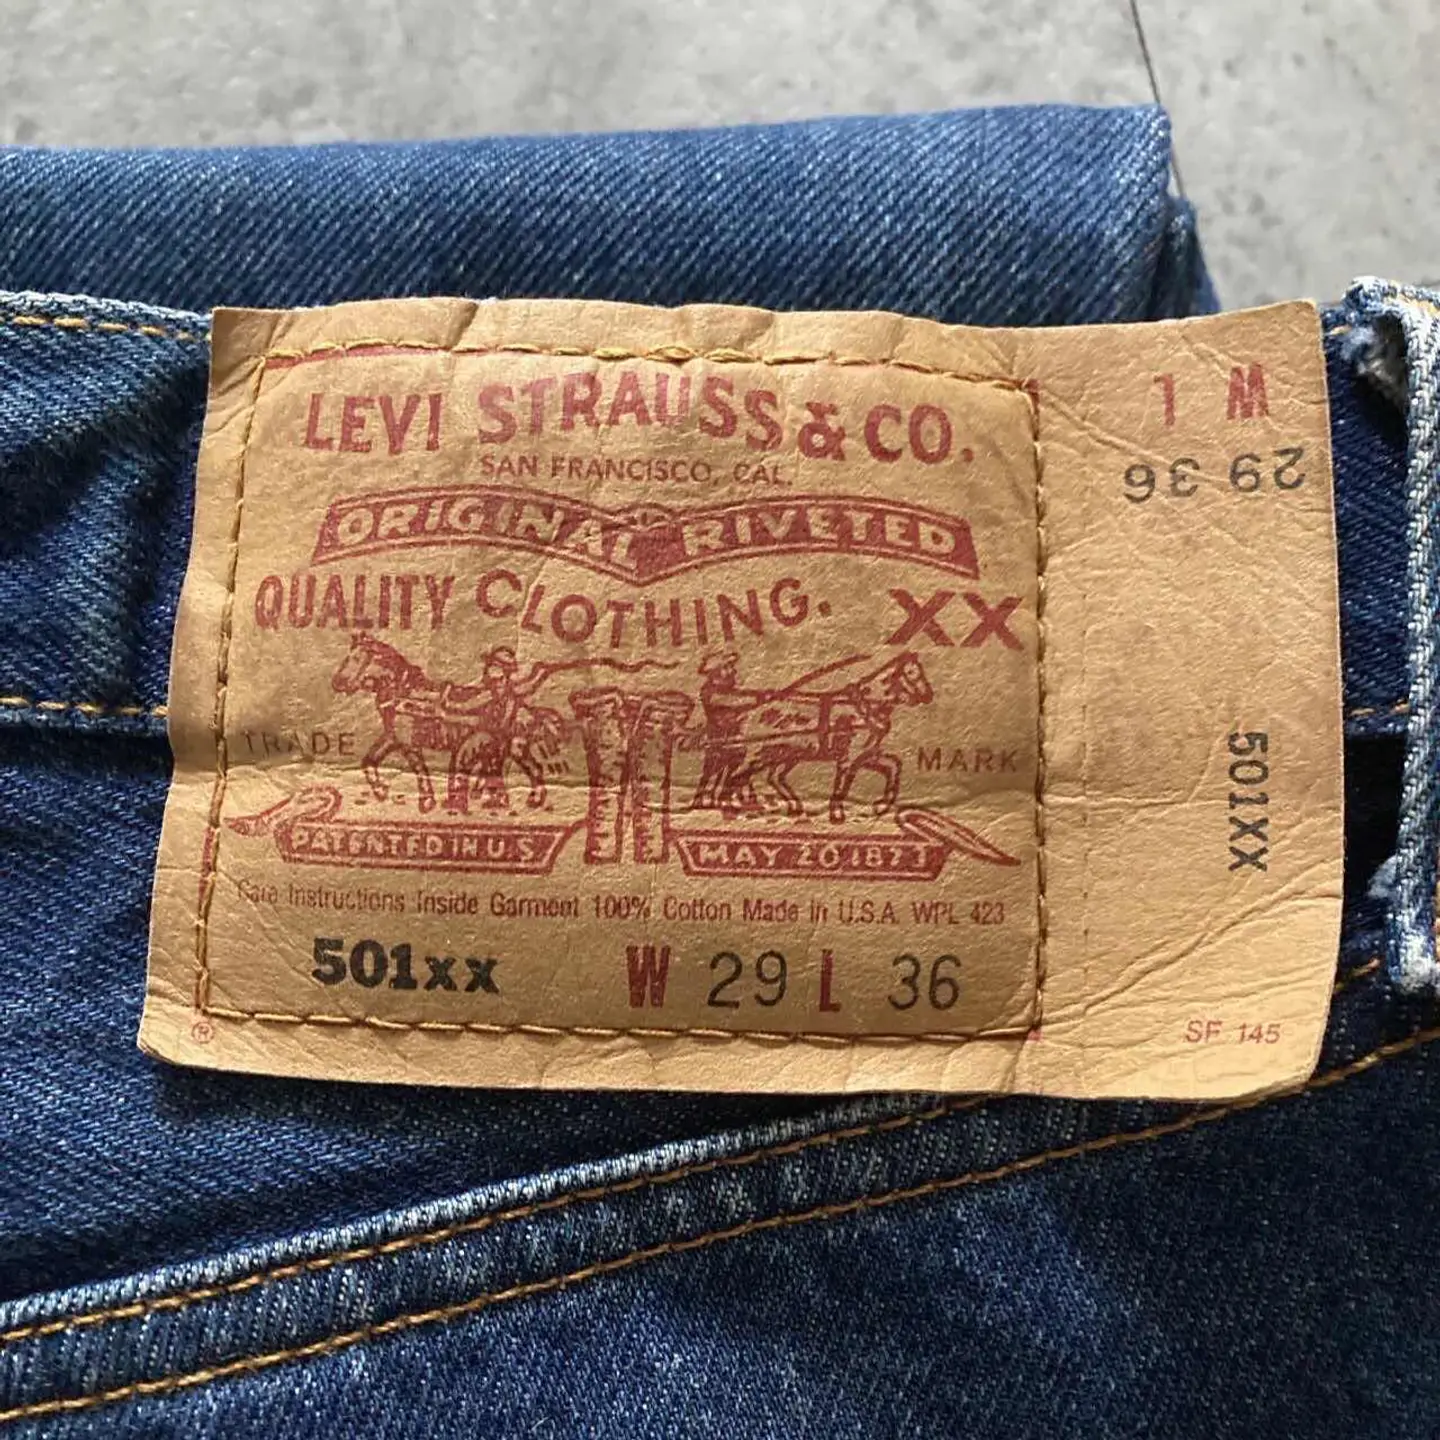 LEVI STRAUSS & CO.
SAN FRANCISCO, CAL.
ORIGINAL RIVETED
QUALITY CLOTHING. XX
TRADE MARK
PATENTED IN U.S. MAY 20 1873
Care Instructions Inside Garment 100% Cotton Made in U.S.A. WPL 423
501xx W 29 L 36
®
1 M
29 36
501XX
SF 145